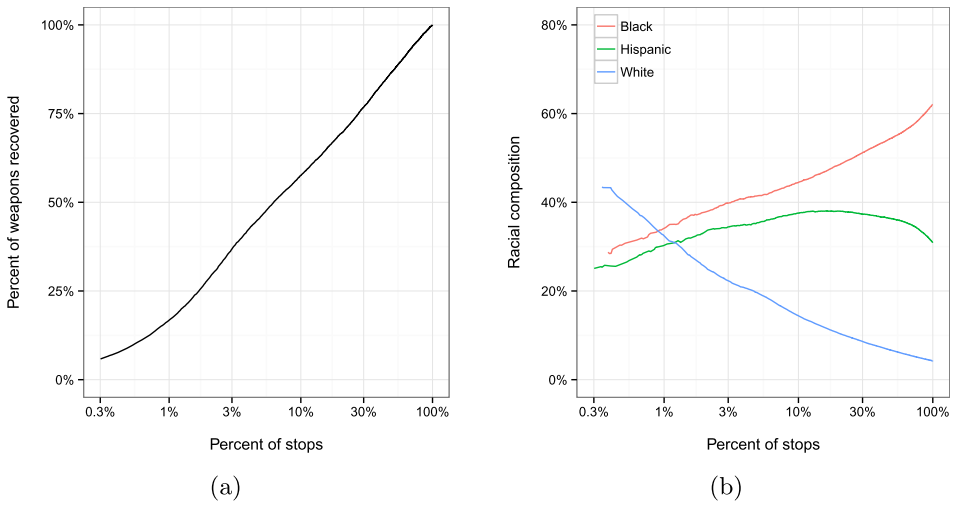 100%
75%
50%
25%
0%
Percent of weapons recovered
0.3% 1% 3% 10% 30% 100%
Percent of stops
(a)
80%
60%
40%
20%
0%
Racial composition
Black
Hispanic
White
0.3% 1% 3% 10% 30% 100%
Percent of stops
(b)